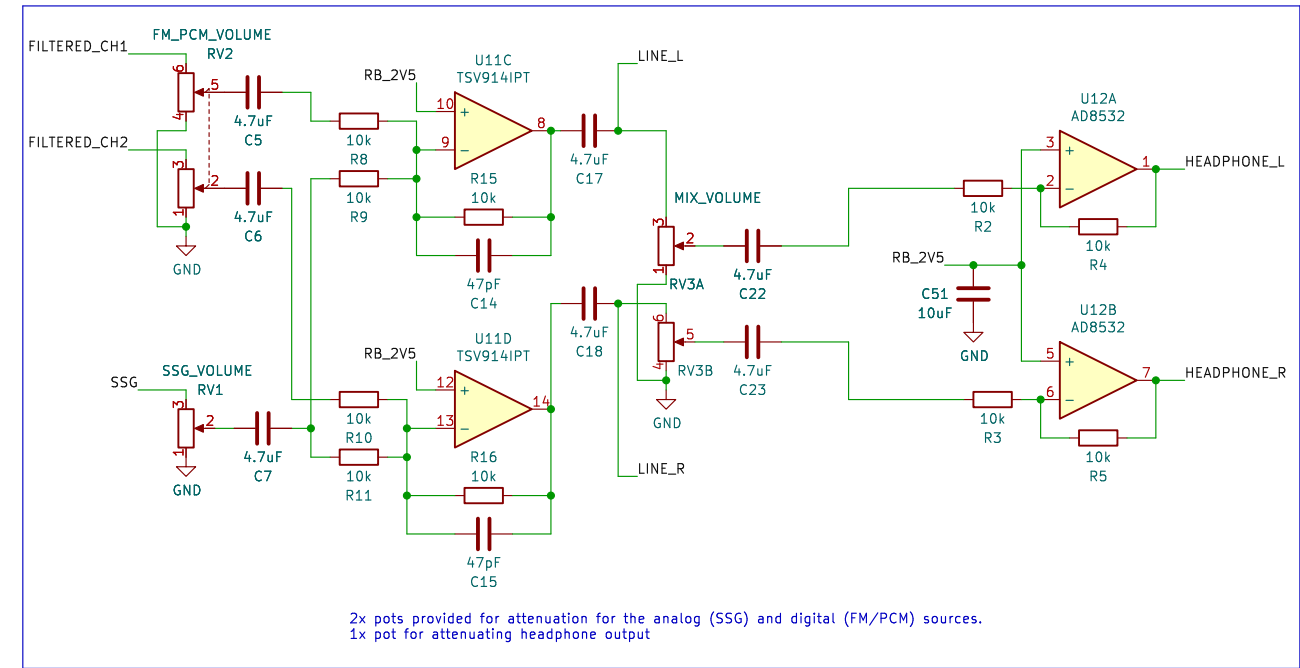 FM_PCM_VOLUME
RV2
FILTERED_CH1
6
5
4
4.7uF
C5
FILTERED_CH2
3
2
1
4.7uF
C6
GND
SSG_VOLUME
RV1
SSG
3
2
1
4.7uF
C7
GND
10k
R8
10k
R9
RB_2V5
U11C
TSV914IPT
10
+
9
−
8
R15
10k
47pF
C14
4.7uF
C17
LINE_L
10k
R10
10k
R11
RB_2V5
U11D
TSV914IPT
12
+
13
−
14
R16
10k
47pF
C15
4.7uF
C18
LINE_R
MIX_VOLUME
3
2
1
RV3A
6
5
4
RV3B
GND
4.7uF
C22
4.7uF
C23
10k
R2
U12A
AD8532
3
+
2
−
1
HEADPHONE_L
10k
R4
RB_2V5
C51
10uF
GND
10k
R3
U12B
AD8532
5
+
6
−
7
HEADPHONE_R
10k
R5
2x pots provided for attenuation for the analog (SSG) and digital (FM/PCM) sources.
1x pot for attenuating headphone output